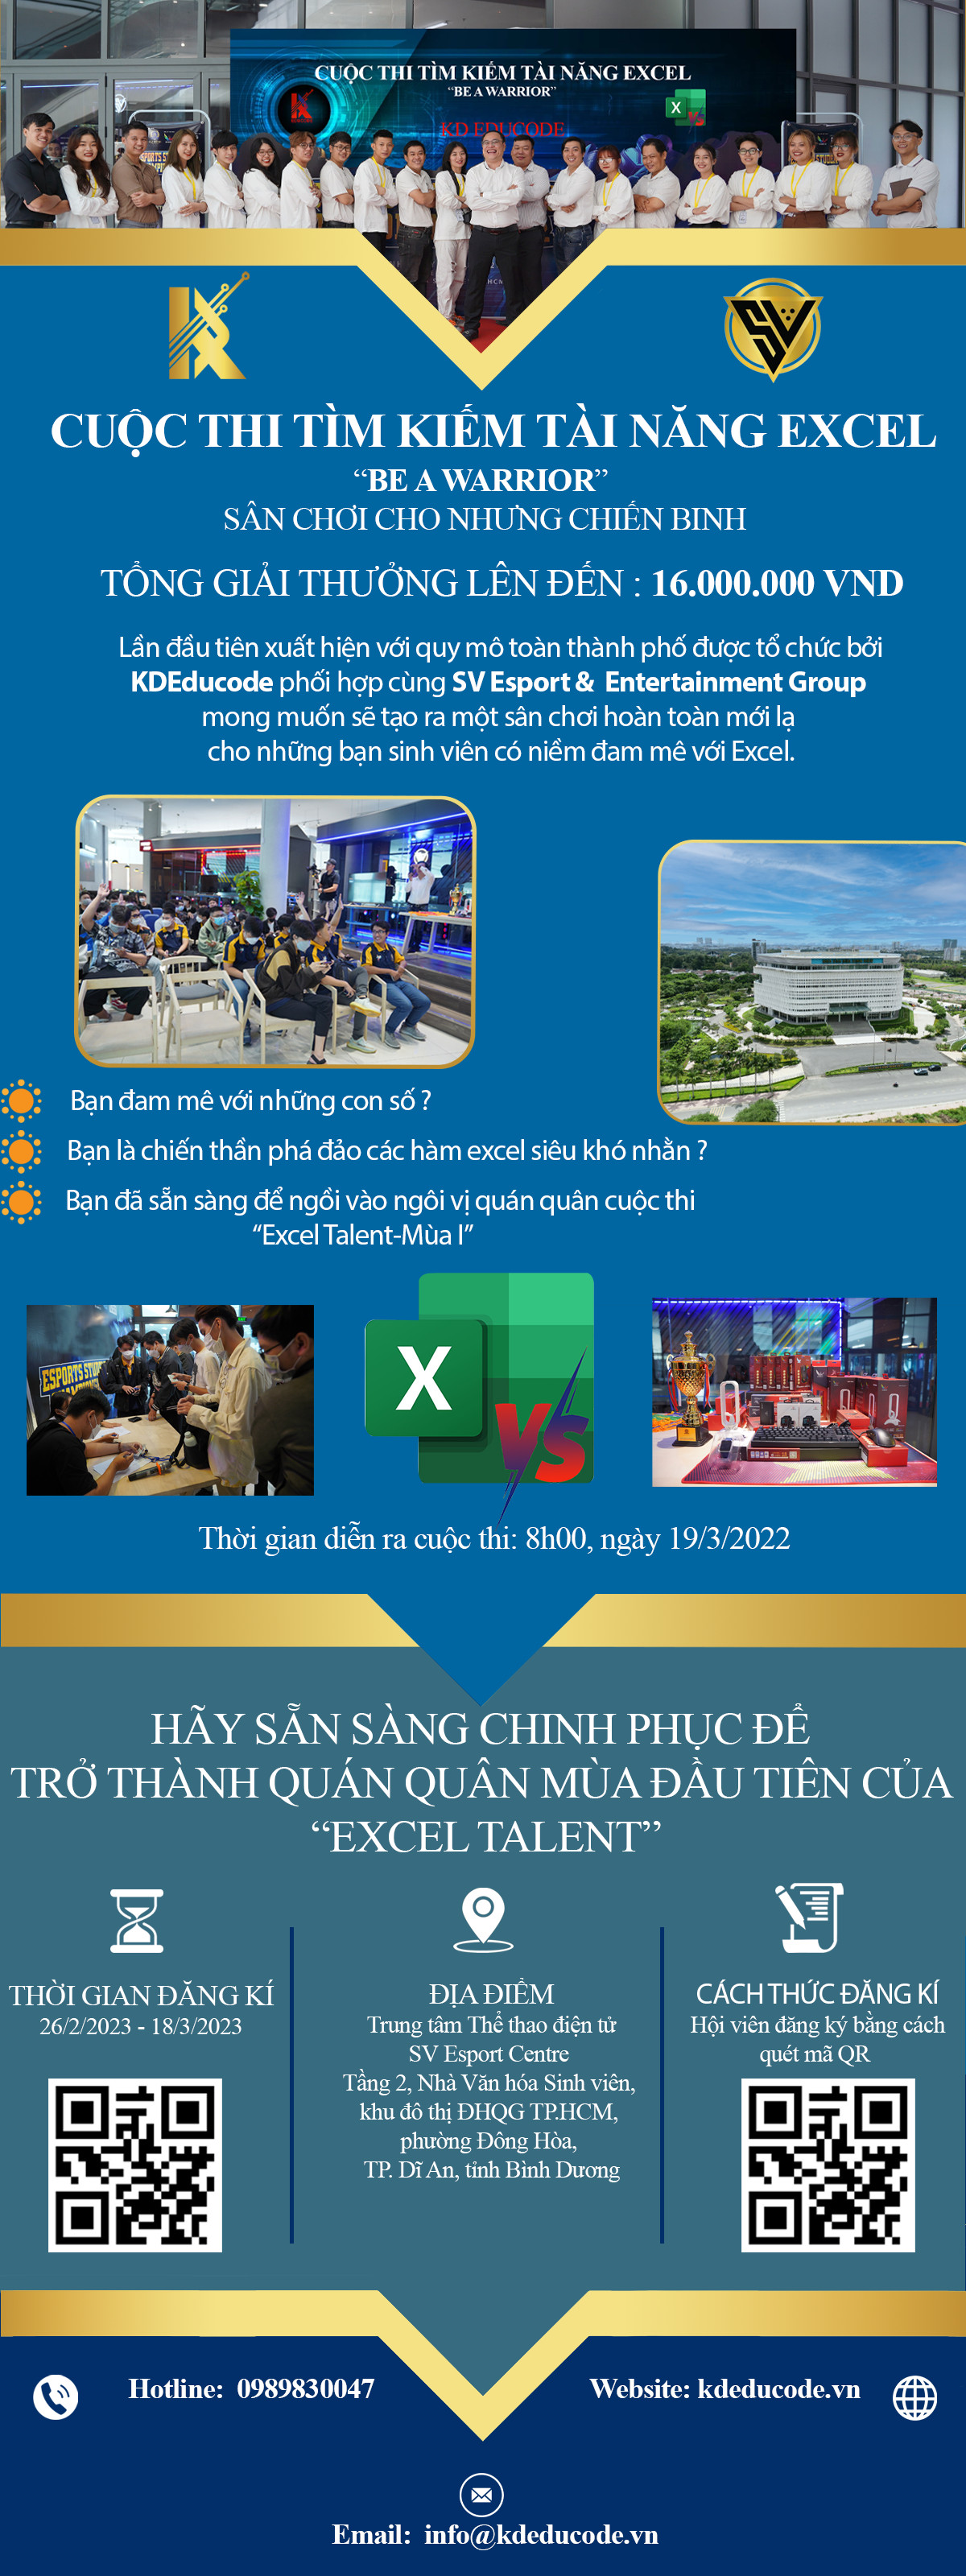 CUỘC THI TÌM KIẾM TÀI NĂNG EXCEL
“BE A WARRIOR”
X
KD EDUCODE
HCM
SV
CUỘC THI TÌM KIẾM TÀI NĂNG EXCEL
“BE A WARRIOR”
SÂN CHƠI CHO NHƯNG CHIẾN BINH
TỔNG GIẢI THƯỞNG LÊN ĐẾN : 16.000.000 VND
Lần đầu tiên xuất hiện với quy mô toàn thành phố được tổ chức bởi
KDEducode phối hợp cùng SV Esport & Entertainment Group
mong muốn sẽ tạo ra một sân chơi hoàn toàn mới lạ
cho những bạn sinh viên có niềm đam mê với Excel.
Bạn đam mê với những con số ?
Bạn là chiến thần phá đảo các hàm excel siêu khó nhằn ?
Bạn đã sẵn sàng để ngồi vào ngôi vị quán quân cuộc thi
“Excel Talent-Mùa I”
ESPORTS STUD
X
VS
Thời gian diễn ra cuộc thi: 8h00, ngày 19/3/2022
HÃY SẴN SÀNG CHINH PHỤC ĐỂ
TRỞ THÀNH QUÁN QUÂN MÙA ĐẦU TIÊN CỦA
“EXCEL TALENT”
THỜI GIAN ĐĂNG KÍ
26/2/2023 - 18/3/2023
ĐỊA ĐIỂM
Trung tâm Thể thao điện tử
SV Esport Centre
Tầng 2, Nhà Văn hóa Sinh viên,
khu đô thị ĐHQG TP.HCM,
phường Đông Hòa,
TP. Dĩ An, tỉnh Bình Dương
CÁCH THỨC ĐĂNG KÍ
Hội viên đăng ký bằng cách
quét mã QR
Hotline: 0989830047
Website: kdeducode.vn
Email: info@kdeducode.vn